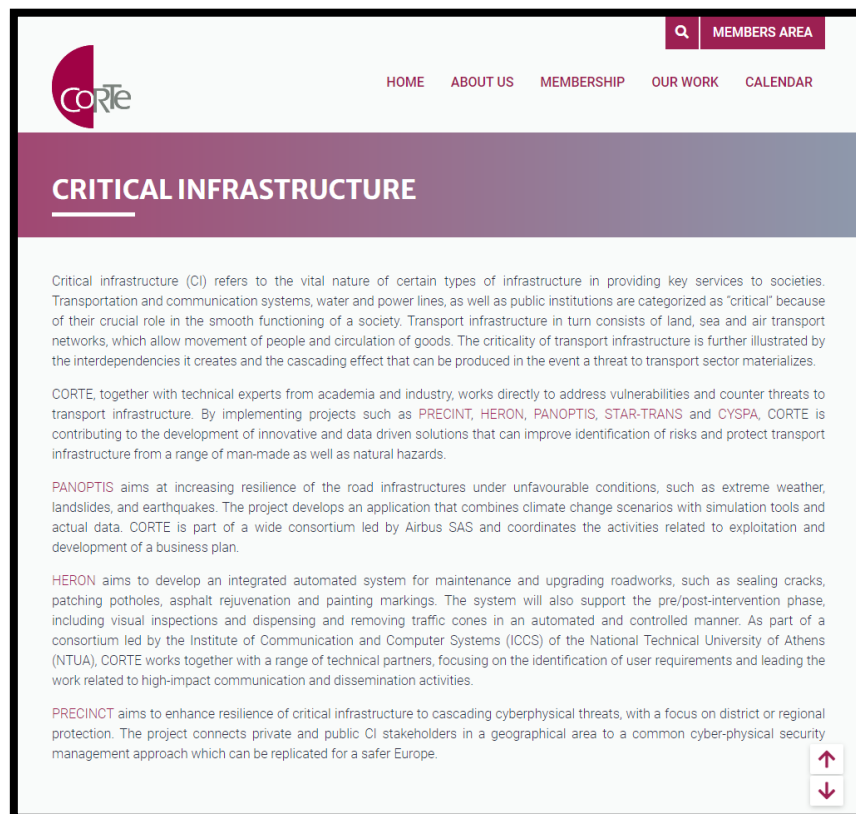 MEMBERS AREA
CORTe
HOME ABOUT US MEMBERSHIP OUR WORK CALENDAR
CRITICAL INFRASTRUCTURE
Critical infrastructure (CI) refers to the vital nature of certain types of infrastructure in providing key services to societies.
Transportation and communication systems, water and power lines, as well as public institutions are categorized as “critical” because
of their crucial role in the smooth functioning of a society. Transport infrastructure in turn consists of land, sea and air transport
networks, which allow movement of people and circulation of goods. The criticality of transport infrastructure is further illustrated by
the interdependencies it creates and the cascading effect that can be produced in the event a threat to transport sector materializes.
CORTE, together with technical experts from academia and industry, works directly to address vulnerabilities and counter threats to
transport infrastructure. By implementing projects such as PRECINT, HERON, PANOPTIS, STAR-TRANS and CYSPA, CORTE is
contributing to the development of innovative and data driven solutions that can improve identification of risks and protect transport
infrastructure from a range of man-made as well as natural hazards.
PANOPTIS aims at increasing resilience of the road infrastructures under unfavourable conditions, such as extreme weather,
landslides, and earthquakes. The project develops an application that combines climate change scenarios with simulation tools and
actual data. CORTE is part of a wide consortium led by Airbus SAS and coordinates the activities related to exploitation and
development of a business plan.
HERON aims to develop an integrated automated system for maintenance and upgrading roadworks, such as sealing cracks,
patching potholes, asphalt rejuvenation and painting markings. The system will also support the pre/post-intervention phase,
including visual inspections and dispensing and removing traffic cones in an automated and controlled manner. As part of a
consortium led by the Institute of Communication and Computer Systems (ICCS) of the National Technical University of Athens
(NTUA), CORTE works together with a range of technical partners, focusing on the identification of user requirements and leading the
work related to high-impact communication and dissemination activities.
PRECINCT aims to enhance resilience of critical infrastructure to cascading cyberphysical threats, with a focus on district or regional
protection. The project connects private and public CI stakeholders in a geographical area to a common cyber-physical security
management approach which can be replicated for a safer Europe.